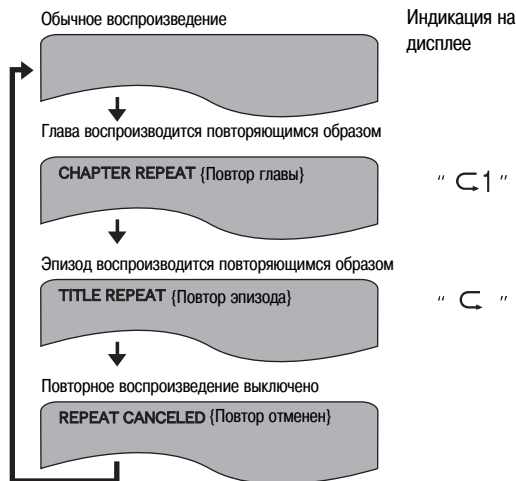 Обычное воспроизведение
Индикация на
дисплее
Глава воспроизводится повторяющимся образом
CHAPTER REPEAT {Повтор главы}
“ ⊂1 ”
Эпизод воспроизводится повторяющимся образом
TITLE REPEAT {Повтор эпизода}
“ ⊂ ”
Повторное воспроизведение выключено
REPEAT CANCELED {Повтор отменен}